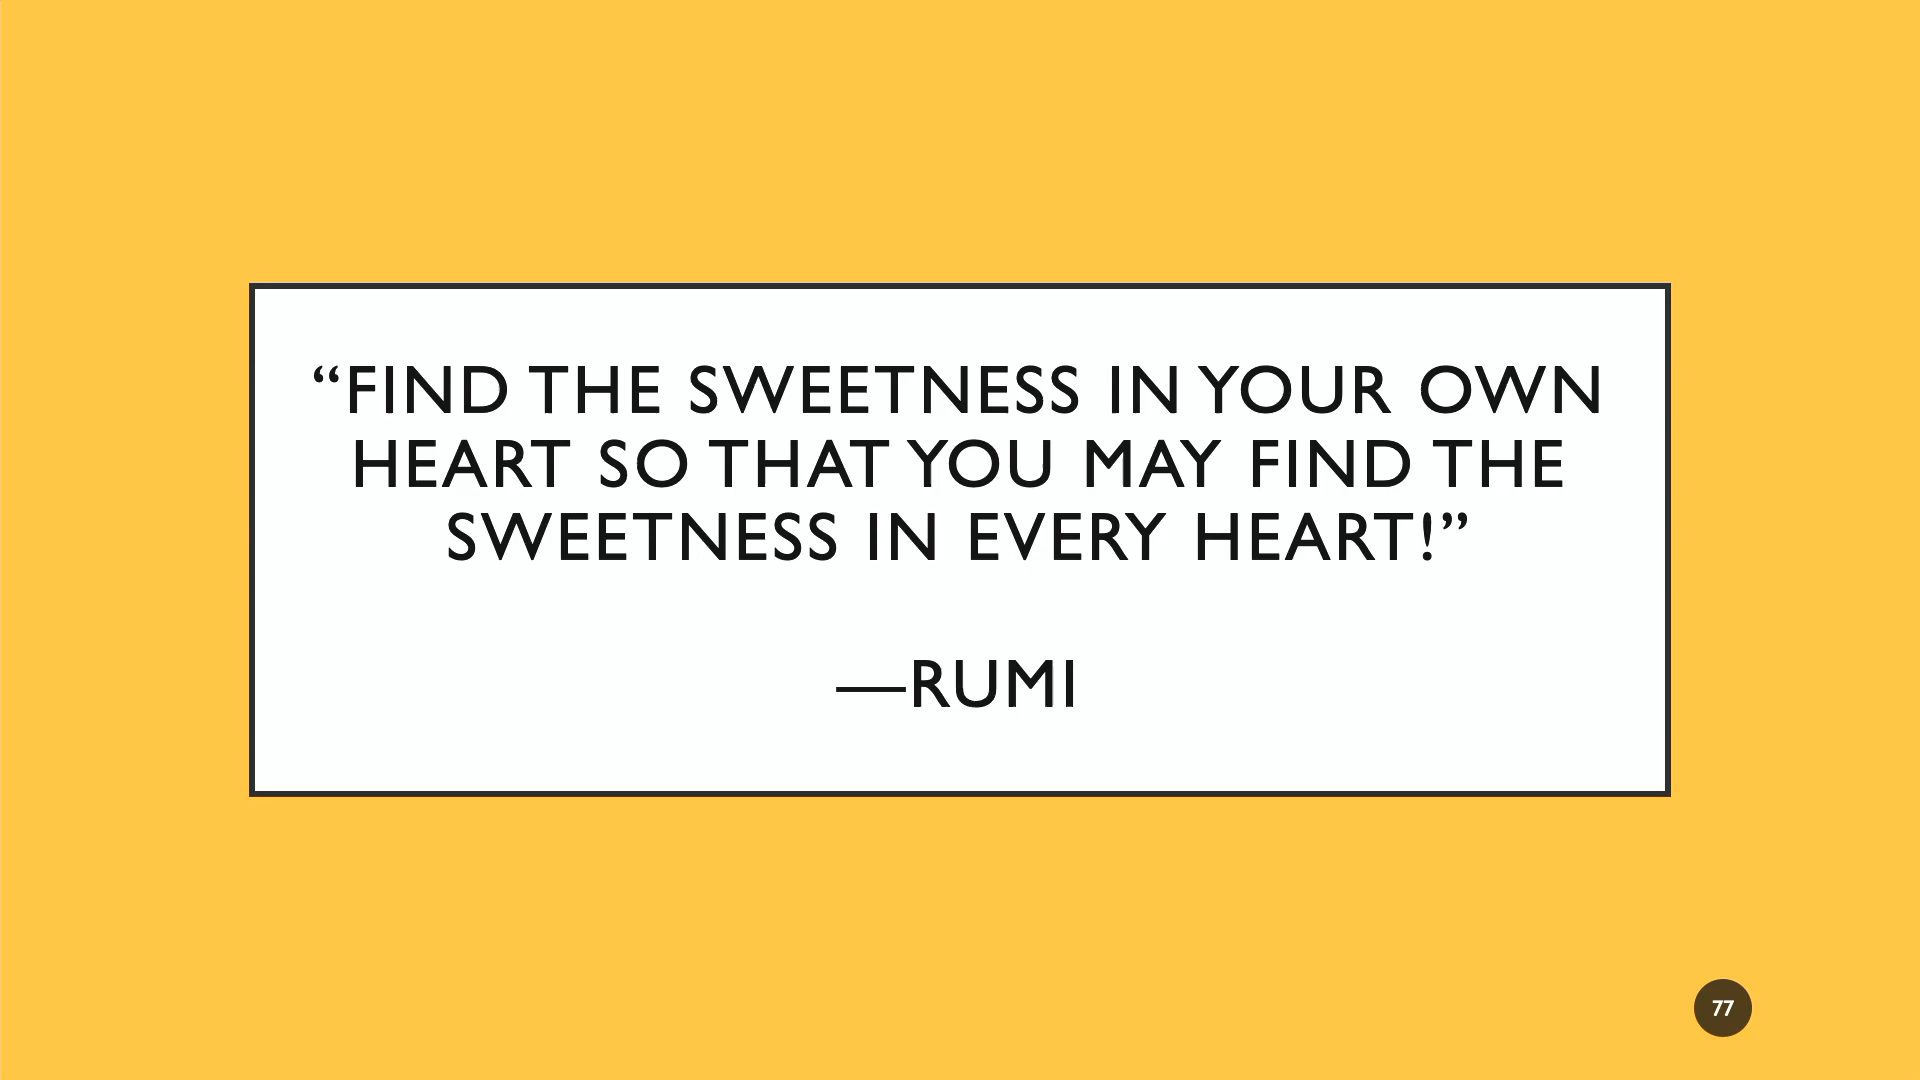 “FIND THE SWEETNESS IN YOUR OWN
HEART SO THAT YOU MAY FIND THE
SWEETNESS IN EVERY HEART!”
—RUMI
77